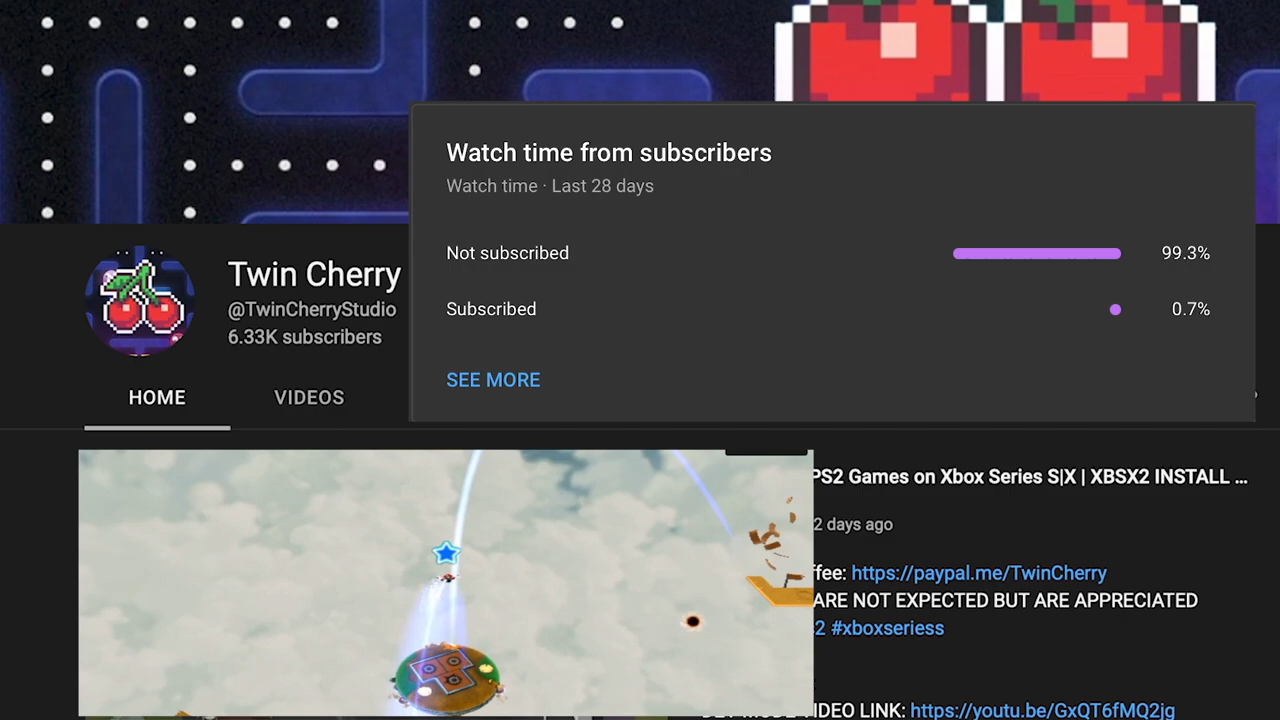 Watch time from subscribers
Watch time · Last 28 days
Not subscribed 99.3%
Subscribed 0.7%
SEE MORE
Twin Cherry
@TwinCherryStudio
6.33K subscribers
HOME VIDEOS
PS2 Games on Xbox Series S|X | XBSX2 INSTALL ...
2 days ago
ffee: https://paypal.me/TwinCherry
ARE NOT EXPECTED BUT ARE APPRECIATED
2 #xboxseriess
VIDEO LINK: https://youtu.be/GxQT6fMQ2jg